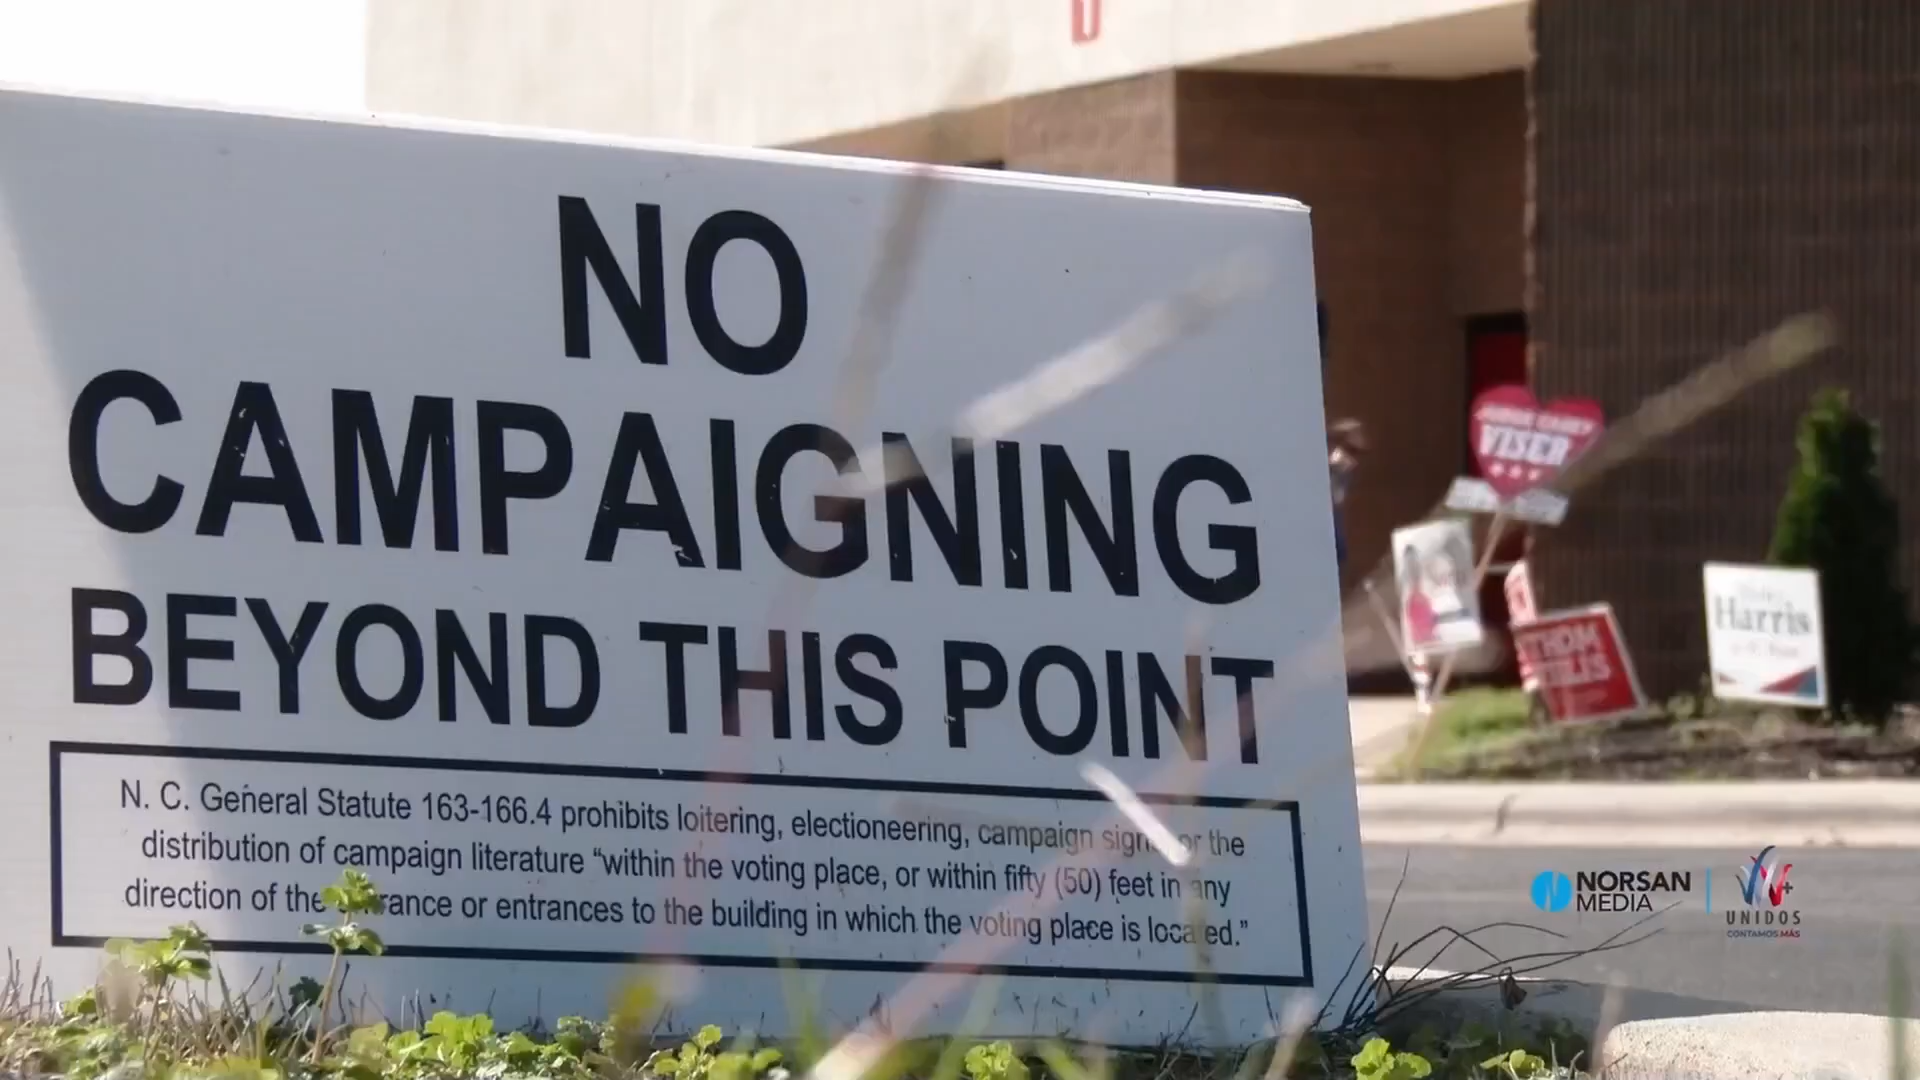 NO
CAMPAIGNING
BEYOND THIS POINT
N. C. General Statute 163-166.4 prohibits loitering, electioneering, campaign signs or the
distribution of campaign literature “within the voting place, or within fifty (50) feet in any
direction of the entrance or entrances to the building in which the voting place is located.”
VISER
THOM
Harris
NORSAN
MEDIA
UNIDOS
CONTAMOS MÁS